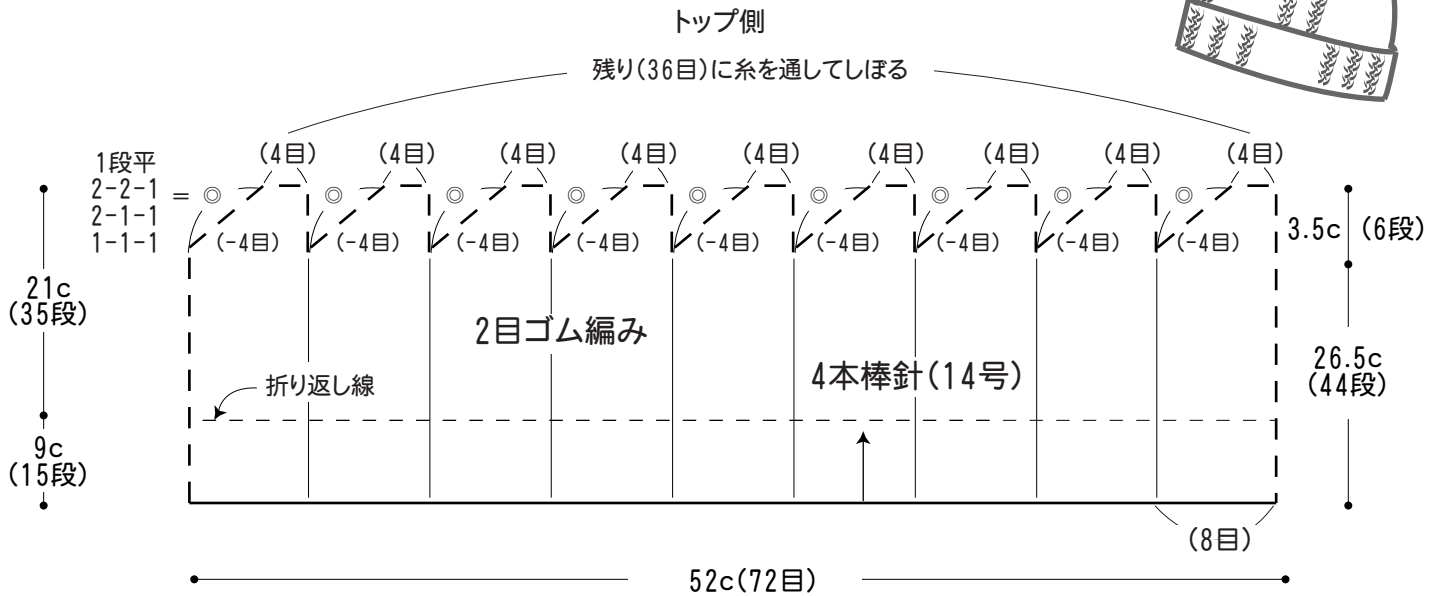 トップ側
残り(36目)に糸を通してしぼる
(4目) (4目) (4目) (4目) (4目) (4目) (4目) (4目) (4目)
1段平
2-2-1 = ◎ ◎ ◎ ◎ ◎ ◎ ◎ ◎ ◎
2-1-1
1-1-1 (-4目) (-4目) (-4目) (-4目) (-4目) (-4目) (-4目) (-4目) (-4目)
3.5c (6段)
21c
(35段)
2目ゴム編み
4本棒針(14号)
26.5c
(44段)
折り返し線
9c
(15段)
(8目)
52c(72目)